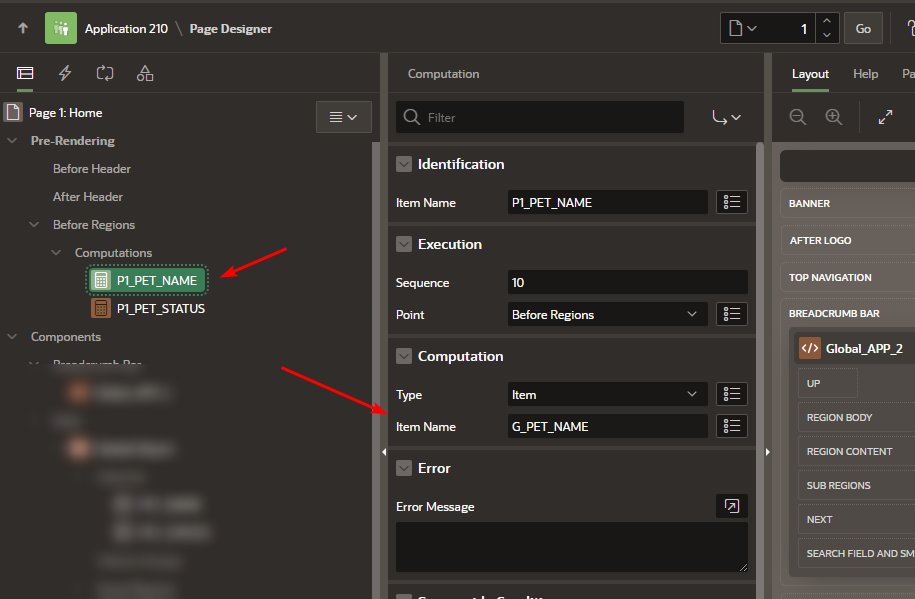 Application 210 \ Page Designer
1
Go
Page 1: Home
Pre-Rendering
Before Header
After Header
Before Regions
Computations
P1_PET_NAME
P1_PET_STATUS
Components
Breadcrumb Bar
Computation
Filter
Identification
Item Name P1_PET_NAME
Execution
Sequence 10
Point Before Regions
Computation
Type Item
Item Name G_PET_NAME
Error
Error Message
Layout Help Pa
BANNER
AFTER LOGO
TOP NAVIGATION
BREADCRUMB BAR
Global_APP_2
UP
REGION BODY
REGION CONTENT
SUB REGIONS
NEXT
SEARCH FIELD AND SM